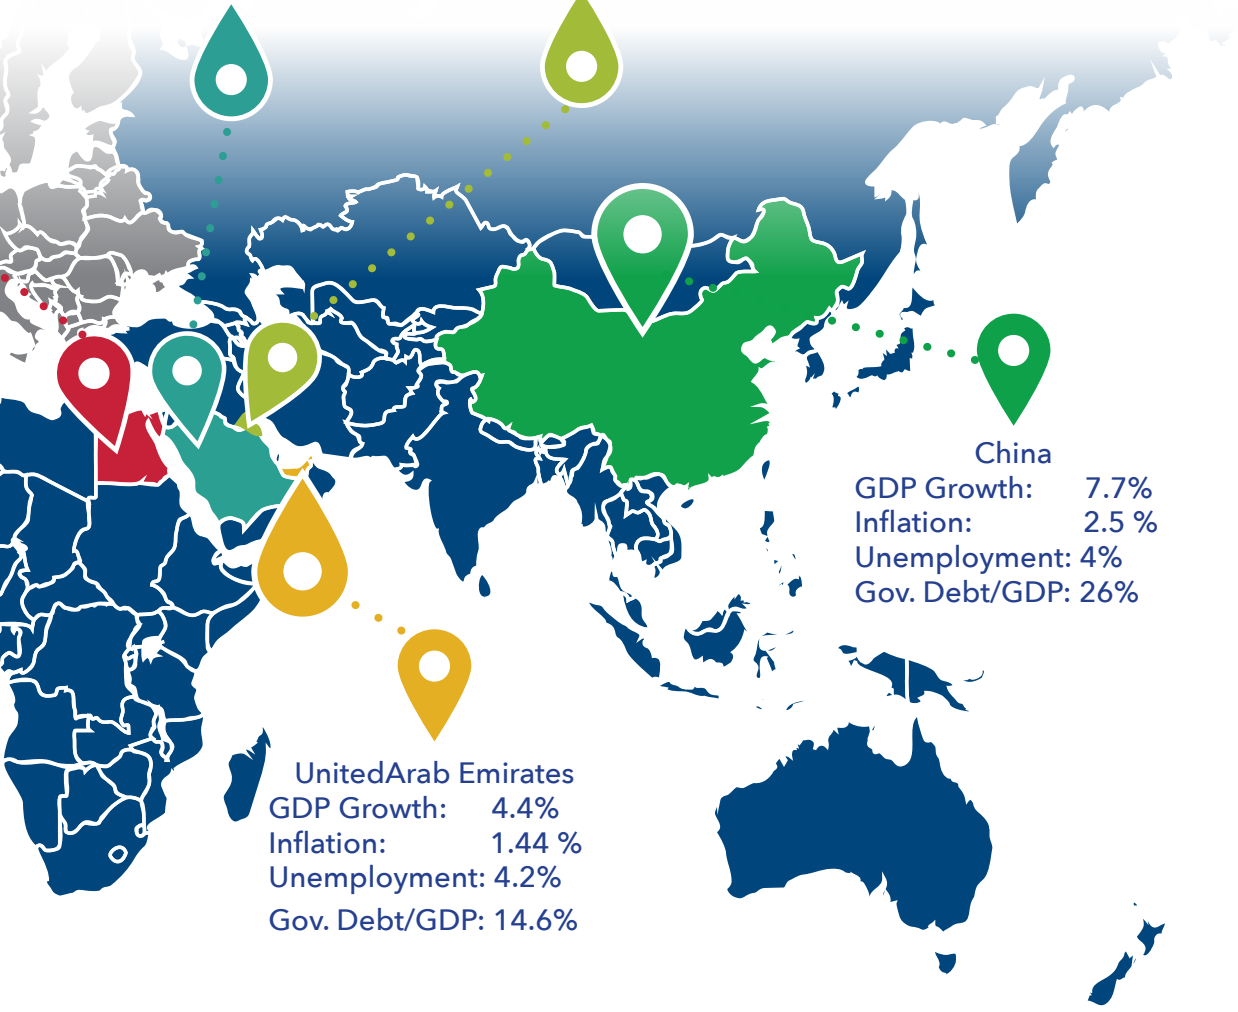 China
GDP Growth: 7.7%
Inflation: 2.5 %
Unemployment: 4%
Gov. Debt/GDP: 26%
UnitedArab Emirates
GDP Growth: 4.4%
Inflation: 1.44 %
Unemployment: 4.2%
Gov. Debt/GDP: 14.6%